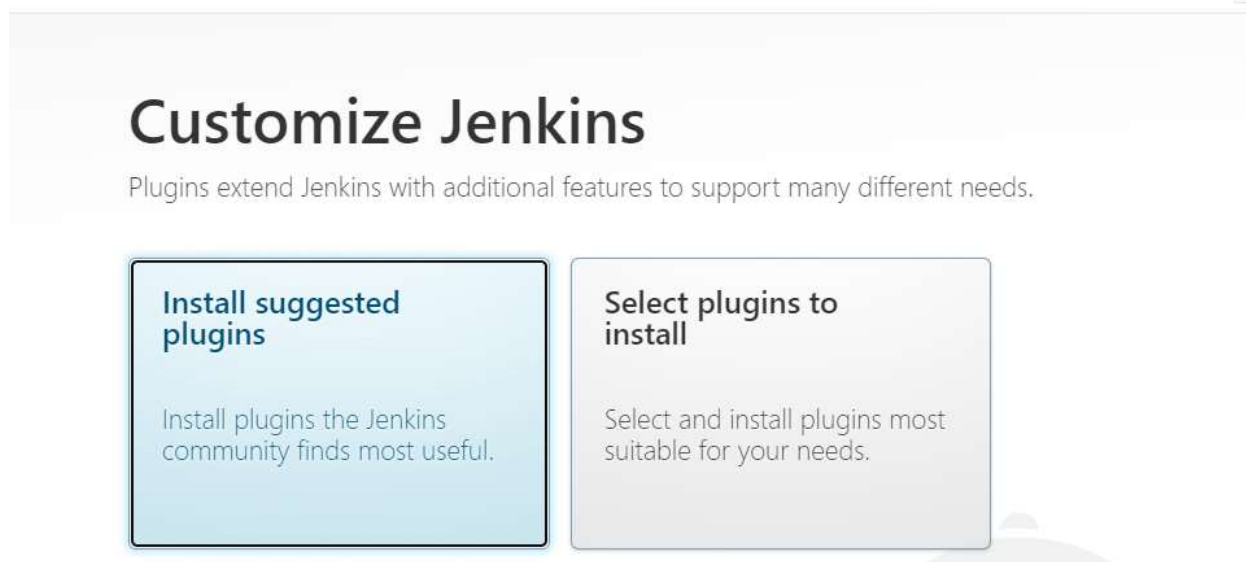 Customize Jenkins
Plugins extend Jenkins with additional features to support many different needs.
Install suggested
plugins
Install plugins the Jenkins
community finds most useful.
Select plugins to
install
Select and install plugins most
suitable for your needs.